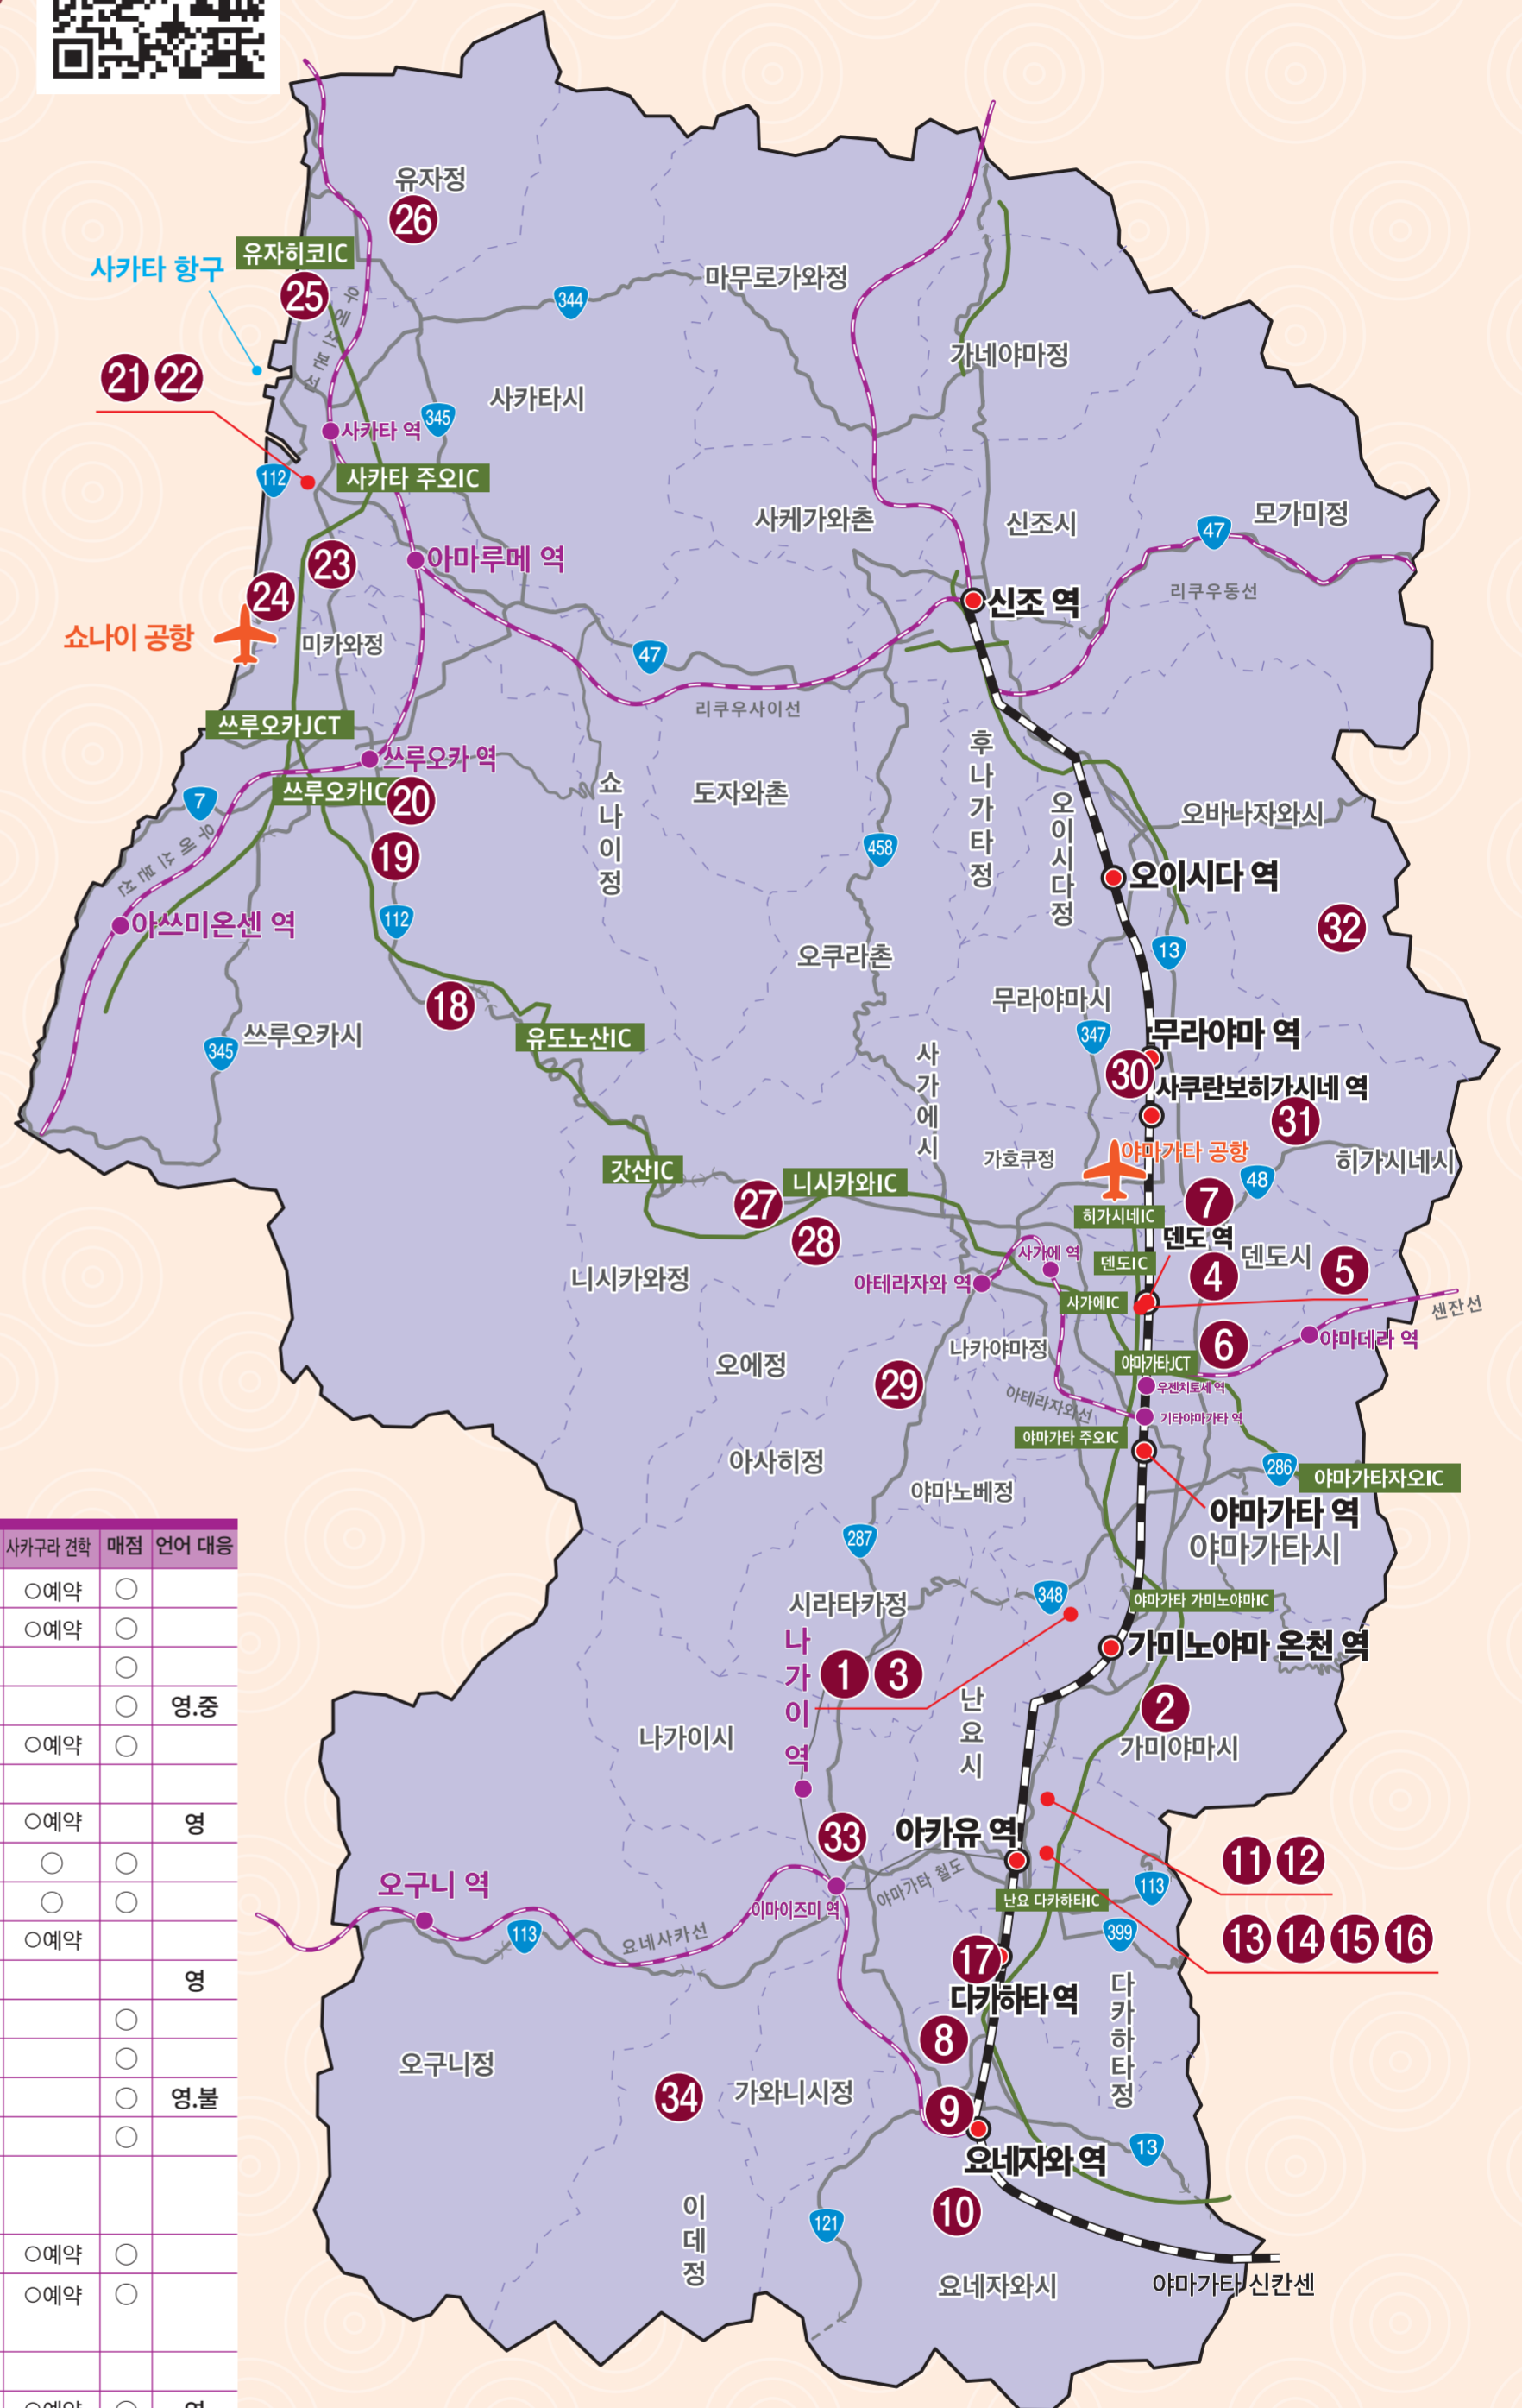 유자정
26
유자히코IC
사카타 항구
25
우에쓰본선
마무로가와정
344
가네야마정
21 22
사카타시
345
사카타 역
112
사카타 주오IC
사케가와촌
신조시
모가미정
47
아마루메 역
23
24
리쿠우동선
신조 역
쇼나이 공항
미카와정
47
리쿠우사이선
쓰루오카JCT
쓰루오카 역
후나가타정
쓰루오카IC
20
7
쇼나이정
도자와촌
오이시다정
오바나자와시
우에쓰본선
19
458
오이시다 역
112
아쓰미온센 역
32
13
오쿠라촌
18
무라야마시
쓰루오카시
345
유도노산IC
347
무라야마 역
사가에시
30
사쿠란보히가시네 역
31
가호쿠정
야마가타 공항
히가시네시
갓산IC
니시카와IC
48
27
7
히가시네IC
28
덴도 역
사가에 역
덴도IC
덴도시
니시카와정
아테라자와 역
4
5
사가에IC
센잔선
나카야마정
6
야마데라 역
오에정
야마가타JCT
29
우젠치토세 역
아테라자와선
기타야마가타 역
야마가타 주오IC
아사히정
286
야마가타자오IC
야마노베정
야마가타 역
야마가타시
287
사카구라 견학 매점 언어 대응
○예약 ○
○예약 ○
○
○ 영.중
○예약 ○
○예약 영
○ ○
○ ○
○예약
영
○
○
○ 영.불
○
○예약 ○
○예약 ○
○예약 ○ 영
348
야마가타 가미노야마IC
시라타카정
나가이 역
1 3
가미노야마 온천 역
난요시
2
나가이시
가미야마시
33
아카유 역
11 12
오구니 역
야마가타 철도
113
이마이즈미 역
난요 다카하타IC
113
요네사카선
399
13 14 15 16
17
다카하타 역
다카하타정
8
오구니정
34
가와니시정
9
요네자와 역
13
10
이데정
121
요네자와시
야마가타 신칸센